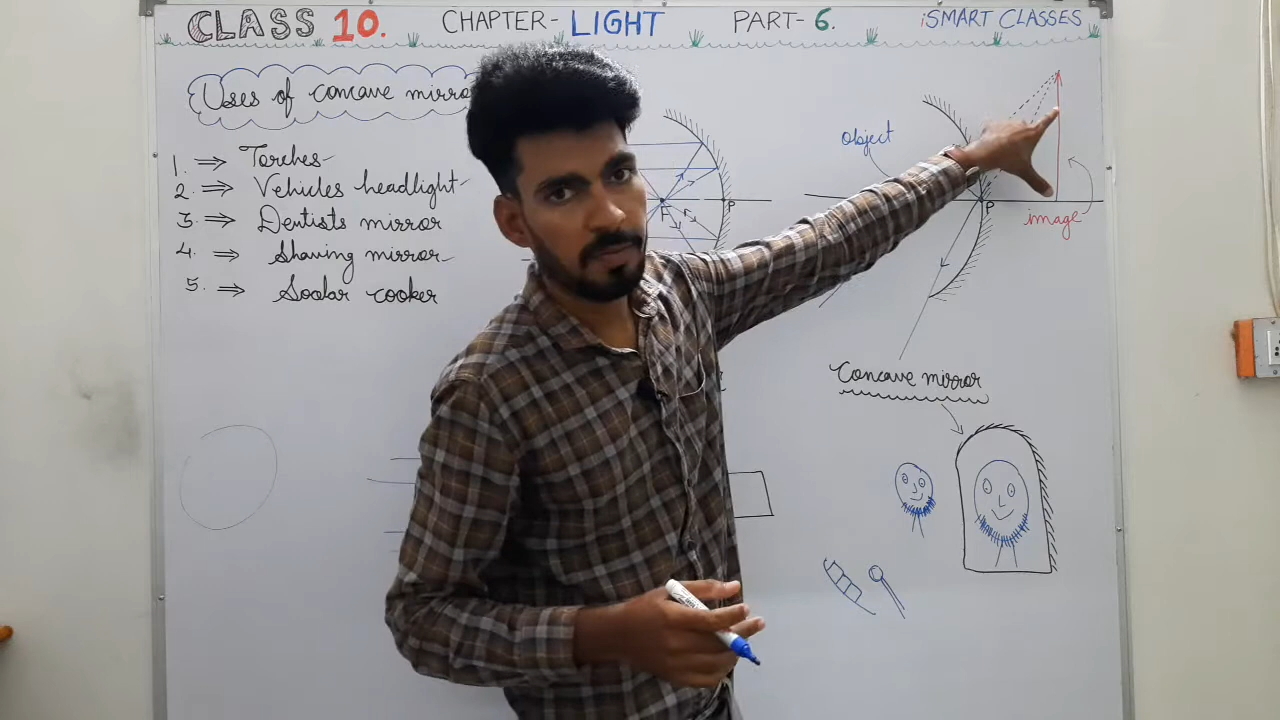 CLASS 10. CHAPTER- LIGHT PART- 6. iSMART CLASSES
Uses of concave mirro
1. ⇒ Torches-
2. ⇒ Vehicles headlight-
3. ⇒ Dentists mirror
4. ⇒ Shaving mirror-
5. ⇒ Soalar cooker
F
P
object
P
image
Concave mirror